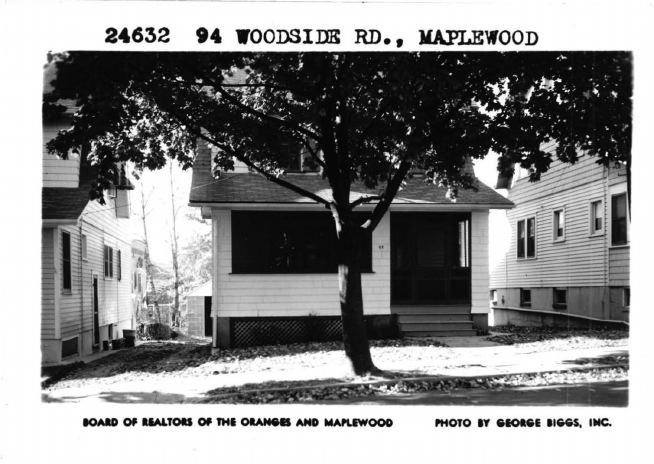 24632 94 WOODSIDE RD., MAPLEWOOD
BOARD OF REALTORS OF THE ORANGES AND MAPLEWOOD PHOTO BY GEORGE BIGGS, INC.